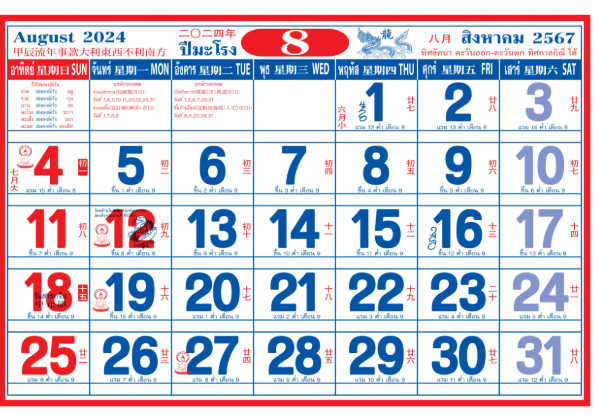 August 2024
甲辰流年事款大利東西不利南方
二〇二四年
ปีมะโรง
8
龍
八月 สิงหาคม 2567
ทิศลักนา ตะวันออก-ตะวันตก ทิศกาลกิณี ใต้
อาทิตย์ 星期日 SUN จันทร์ 星期一 MON อังคาร 星期二 TUE พุธ 星期三 WED พฤหัส 星期四 THU ศุกร์ 星期五 FRI เสาร์ 星期六 SAT
六月小 1 廿七 2 廿八 3 廿九
แรม 12 ค่ำ เดือน 8 แรม 13 ค่ำ เดือน 8 แรม 14 ค่ำ เดือน 8
七月大 4 初一 5 初二 6 初三 7 初四 8 初五 9 初六 10 初七
แรม 15 ค่ำ เดือน 8 ขึ้น 1 ค่ำ เดือน 9 ขึ้น 2 ค่ำ เดือน 9 ขึ้น 3 ค่ำ เดือน 9 ขึ้น 4 ค่ำ เดือน 9 ขึ้น 5 ค่ำ เดือน 9 ขึ้น 6 ค่ำ เดือน 9
11 初八 12 初九 13 初十 14 十一 15 十二 16 十三 17 十四
ขึ้น 7 ค่ำ เดือน 9 ขึ้น 8 ค่ำ เดือน 9 ขึ้น 9 ค่ำ เดือน 9 ขึ้น 10 ค่ำ เดือน 9 ขึ้น 11 ค่ำ เดือน 9 ขึ้น 12 ค่ำ เดือน 9 ขึ้น 13 ค่ำ เดือน 9
18 十五 19 十六 20 十七 21 十八 22 十九 23 二十 24 廿一
วันสารทจีน
中元節
ขึ้น 14 ค่ำ เดือน 9 ขึ้น 15 ค่ำ เดือน 9 แรม 1 ค่ำ เดือน 9 แรม 2 ค่ำ เดือน 9 แรม 3 ค่ำ เดือน 9 แรม 4 ค่ำ เดือน 9 แรม 5 ค่ำ เดือน 9
25 廿二 26 廿三 27 廿四 28 廿五 29 廿六 30 廿七 31 廿八
แรม 6 ค่ำ เดือน 9 แรม 7 ค่ำ เดือน 9 แรม 8 ค่ำ เดือน 9 แรม 9 ค่ำ เดือน 9 แรม 10 ค่ำ เดือน 9 แรม 11 ค่ำ เดือน 9 แรม 12 ค่ำ เดือน 9